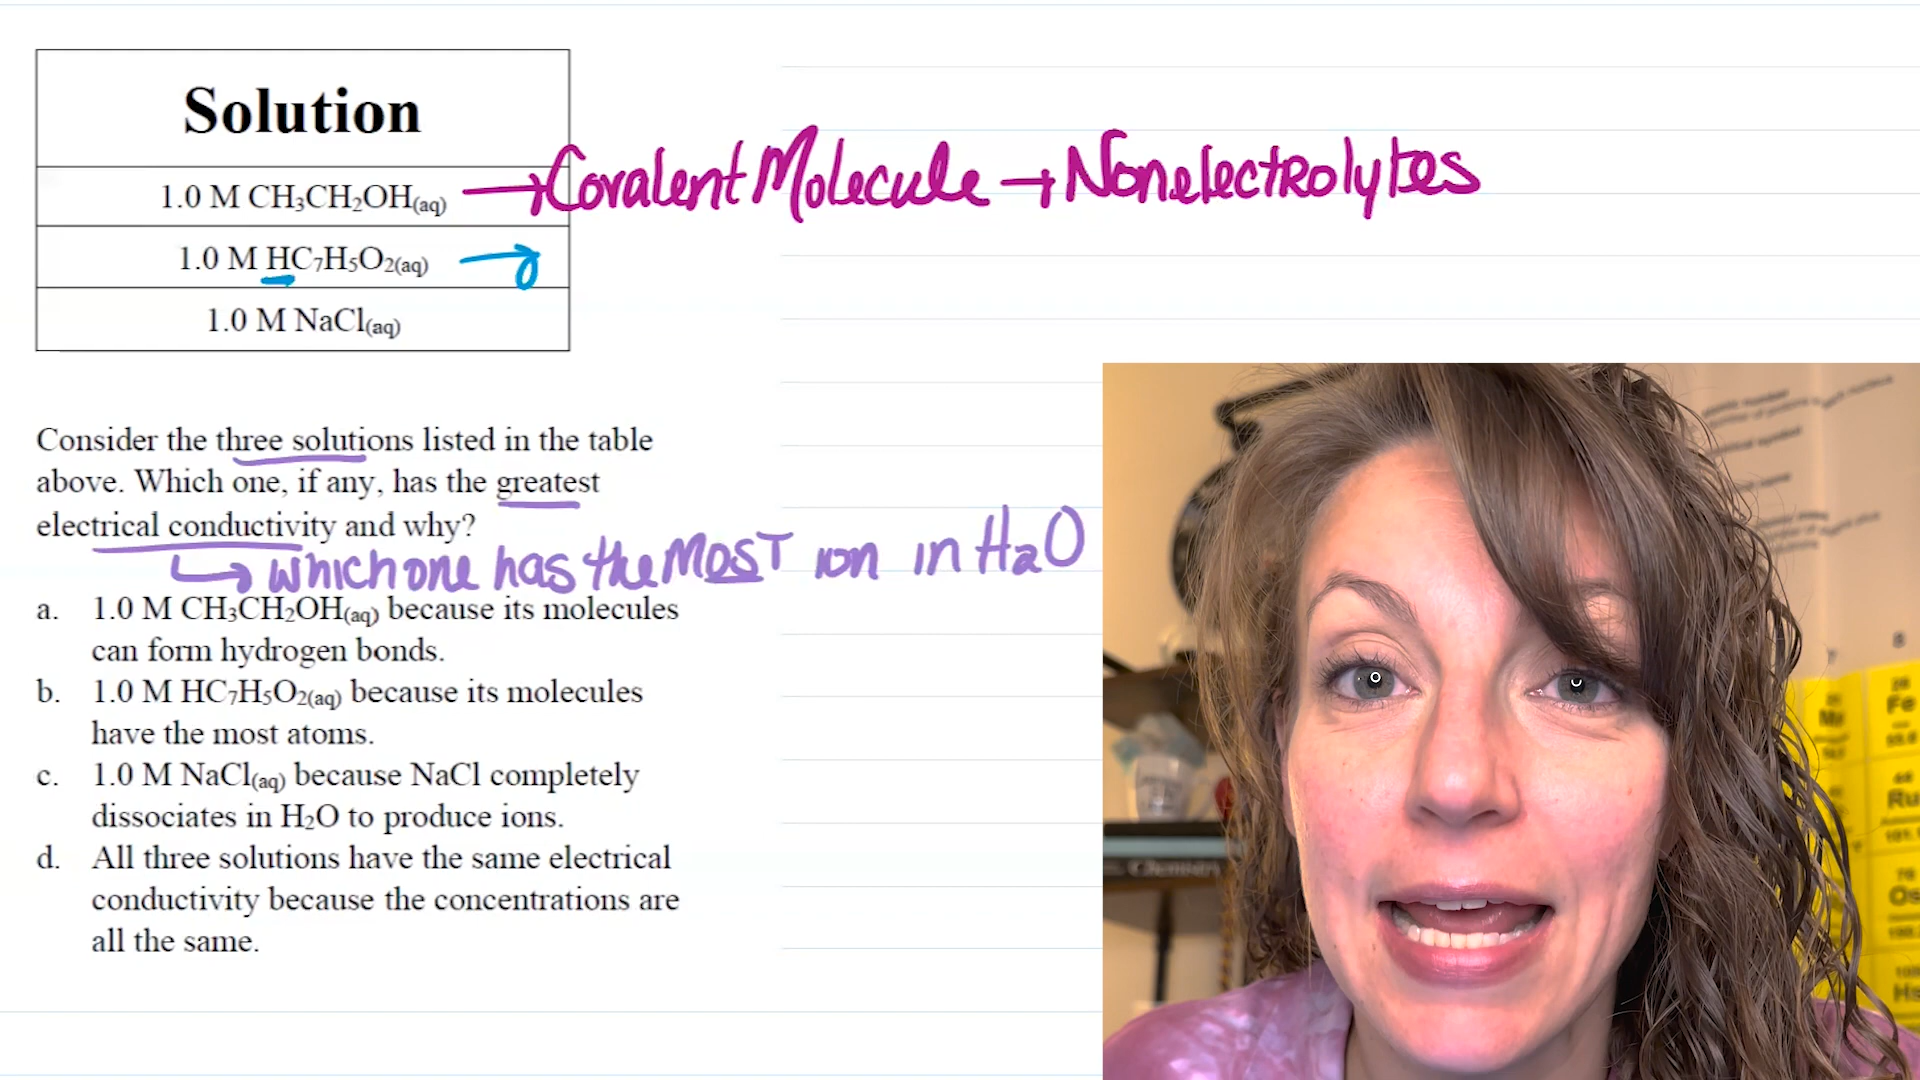 Solution
1.0 M CH₃CH₂OH(aq) → Covalent Molecule → Nonelectrolytes
1.0 M HC₇H₅O₂(aq) →
1.0 M NaCl(aq)
Consider the three solutions listed in the table
above. Which one, if any, has the greatest
electrical conductivity and why?
↳ which one has the MOST ion in H₂O
a. 1.0 M CH₃CH₂OH(aq) because its molecules
can form hydrogen bonds.
b. 1.0 M HC₇H₅O₂(aq) because its molecules
have the most atoms.
c. 1.0 M NaCl(aq) because NaCl completely
dissociates in H₂O to produce ions.
d. All three solutions have the same electrical
conductivity because the concentrations are
all the same.
Chemistry
Fe
Ru
Os